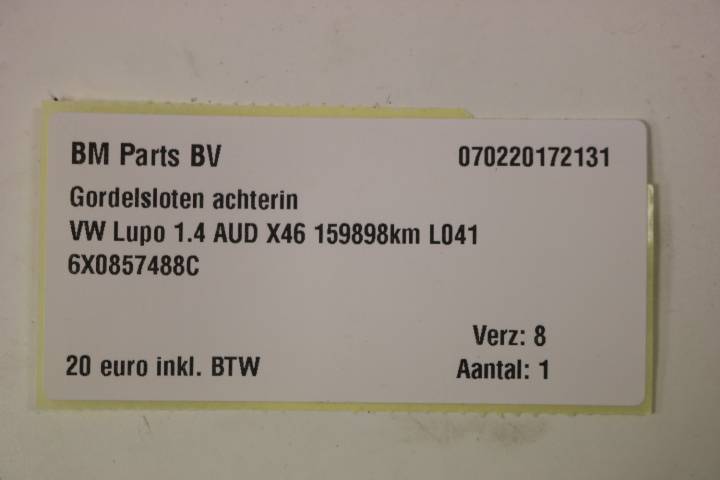 BM Parts BV 070220172131
Gordelsloten achterin
VW Lupo 1.4 AUD X46 159898km L041
6X0857488C
Verz: 8
20 euro inkl. BTW Aantal: 1